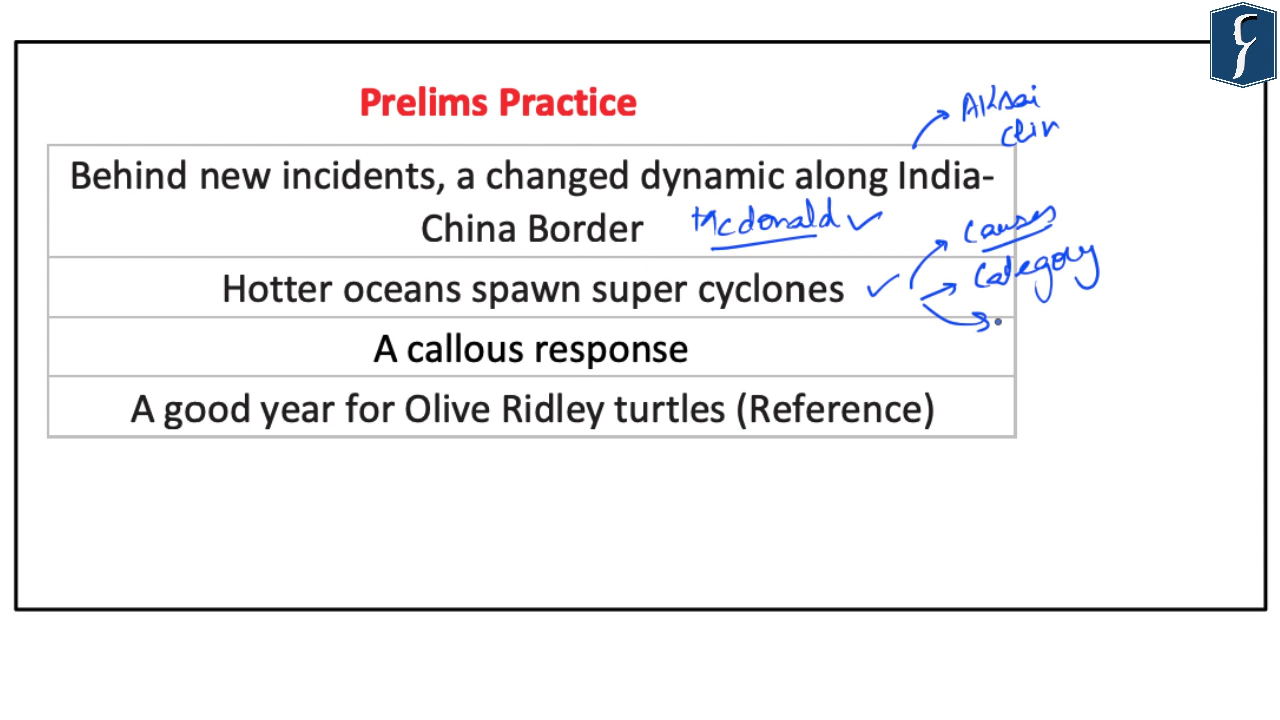 Prelims Practice
Aksai
Chin
Behind new incidents, a changed dynamic along India-
China Border
Mcdonald
Causes
Category
Hotter oceans spawn super cyclones
A callous response
A good year for Olive Ridley turtles (Reference)